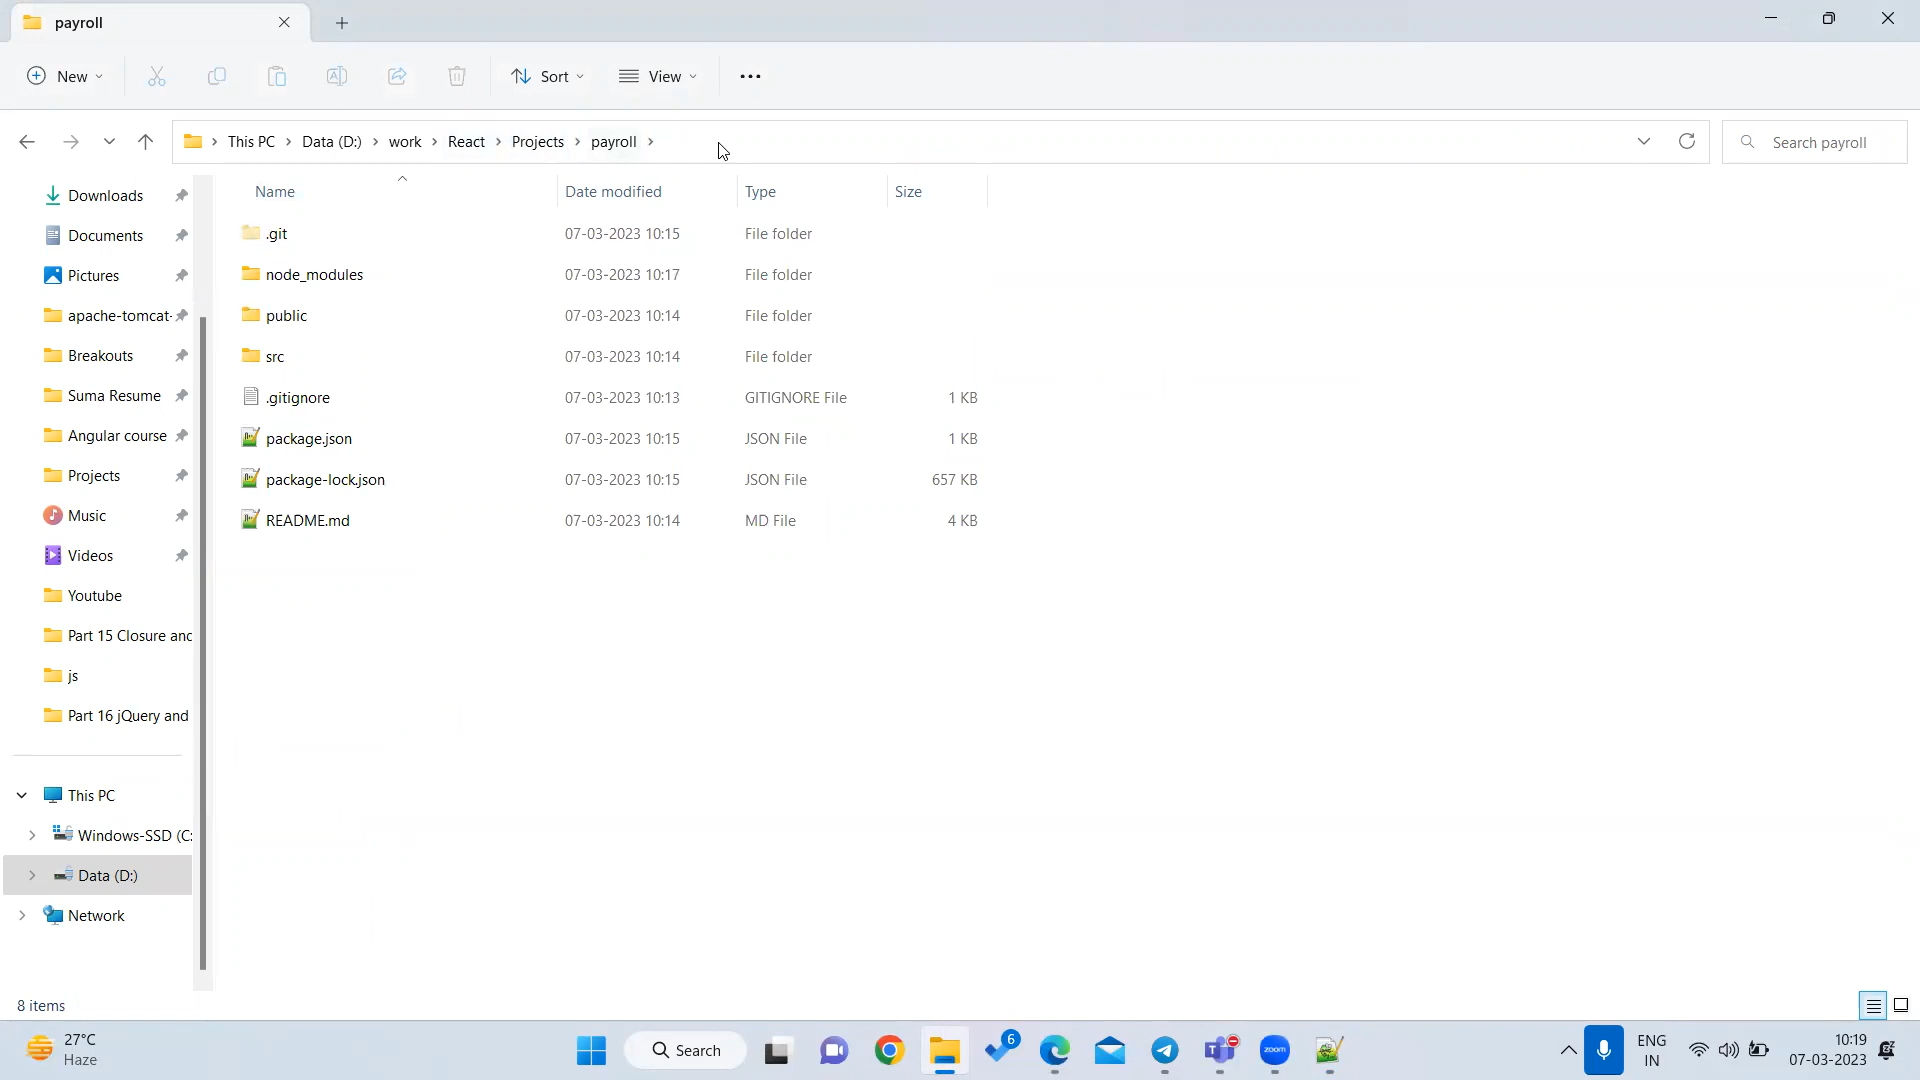 payroll
New
Sort
View
This PC
Data (D:)
work
React
Projects
payroll
Search payroll
Name
Date modified
Type
Size
.git
07-03-2023 10:15
File folder
node_modules
07-03-2023 10:17
File folder
public
07-03-2023 10:14
File folder
src
07-03-2023 10:14
File folder
.gitignore
07-03-2023 10:13
GITIGNORE File
1 KB
package.json
07-03-2023 10:15
JSON File
1 KB
package-lock.json
07-03-2023 10:15
JSON File
657 KB
README.md
07-03-2023 10:14
MD File
4 KB
Downloads
Documents
Pictures
apache-tomcat-
Breakouts
Suma Resume
Angular course
Projects
Music
Videos
Youtube
Part 15 Closure and
js
Part 16 jQuery and
This PC
Windows-SSD (C:
Data (D:)
Network
8 items
27°C
Haze
Search
6
zoom
ENG
IN
10:19
07-03-2023